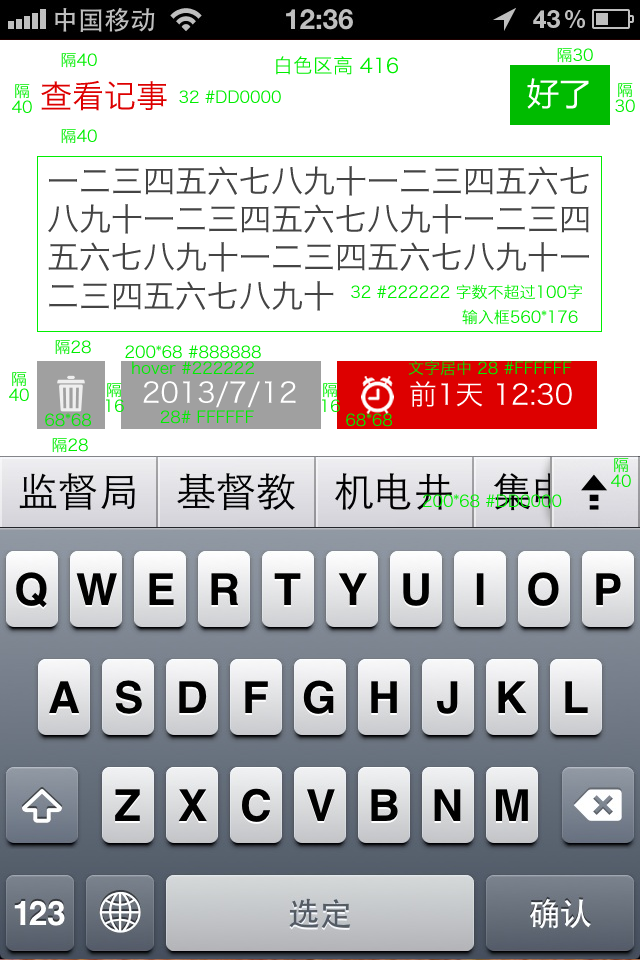 中国移动 12:36 43%
隔40 白色区高 416 隔30
隔40 查看记事 32 #DD0000 好了 隔30
隔40
一二三四五六七八九十一二三四五六七
八九十一二三四五六七八九十一二三四
五六七八九十一二三四五六七八九十一
二三四五六七八九十 32 #222222 字数不超过100字
输入框560*176
隔28 200*68 #888888
hover #222222 文字居中 28 #FFFFFF
隔40 隔16 2013/7/12 隔16 前1天 12:30
68*68 28# FFFFFF 68*68
隔28
监督局 基督教 机电井 集电 隔40
200*68 #DD0000
Q W E R T Y U I O P
A S D F G H J K L
Z X C V B N M
123 选定 确认